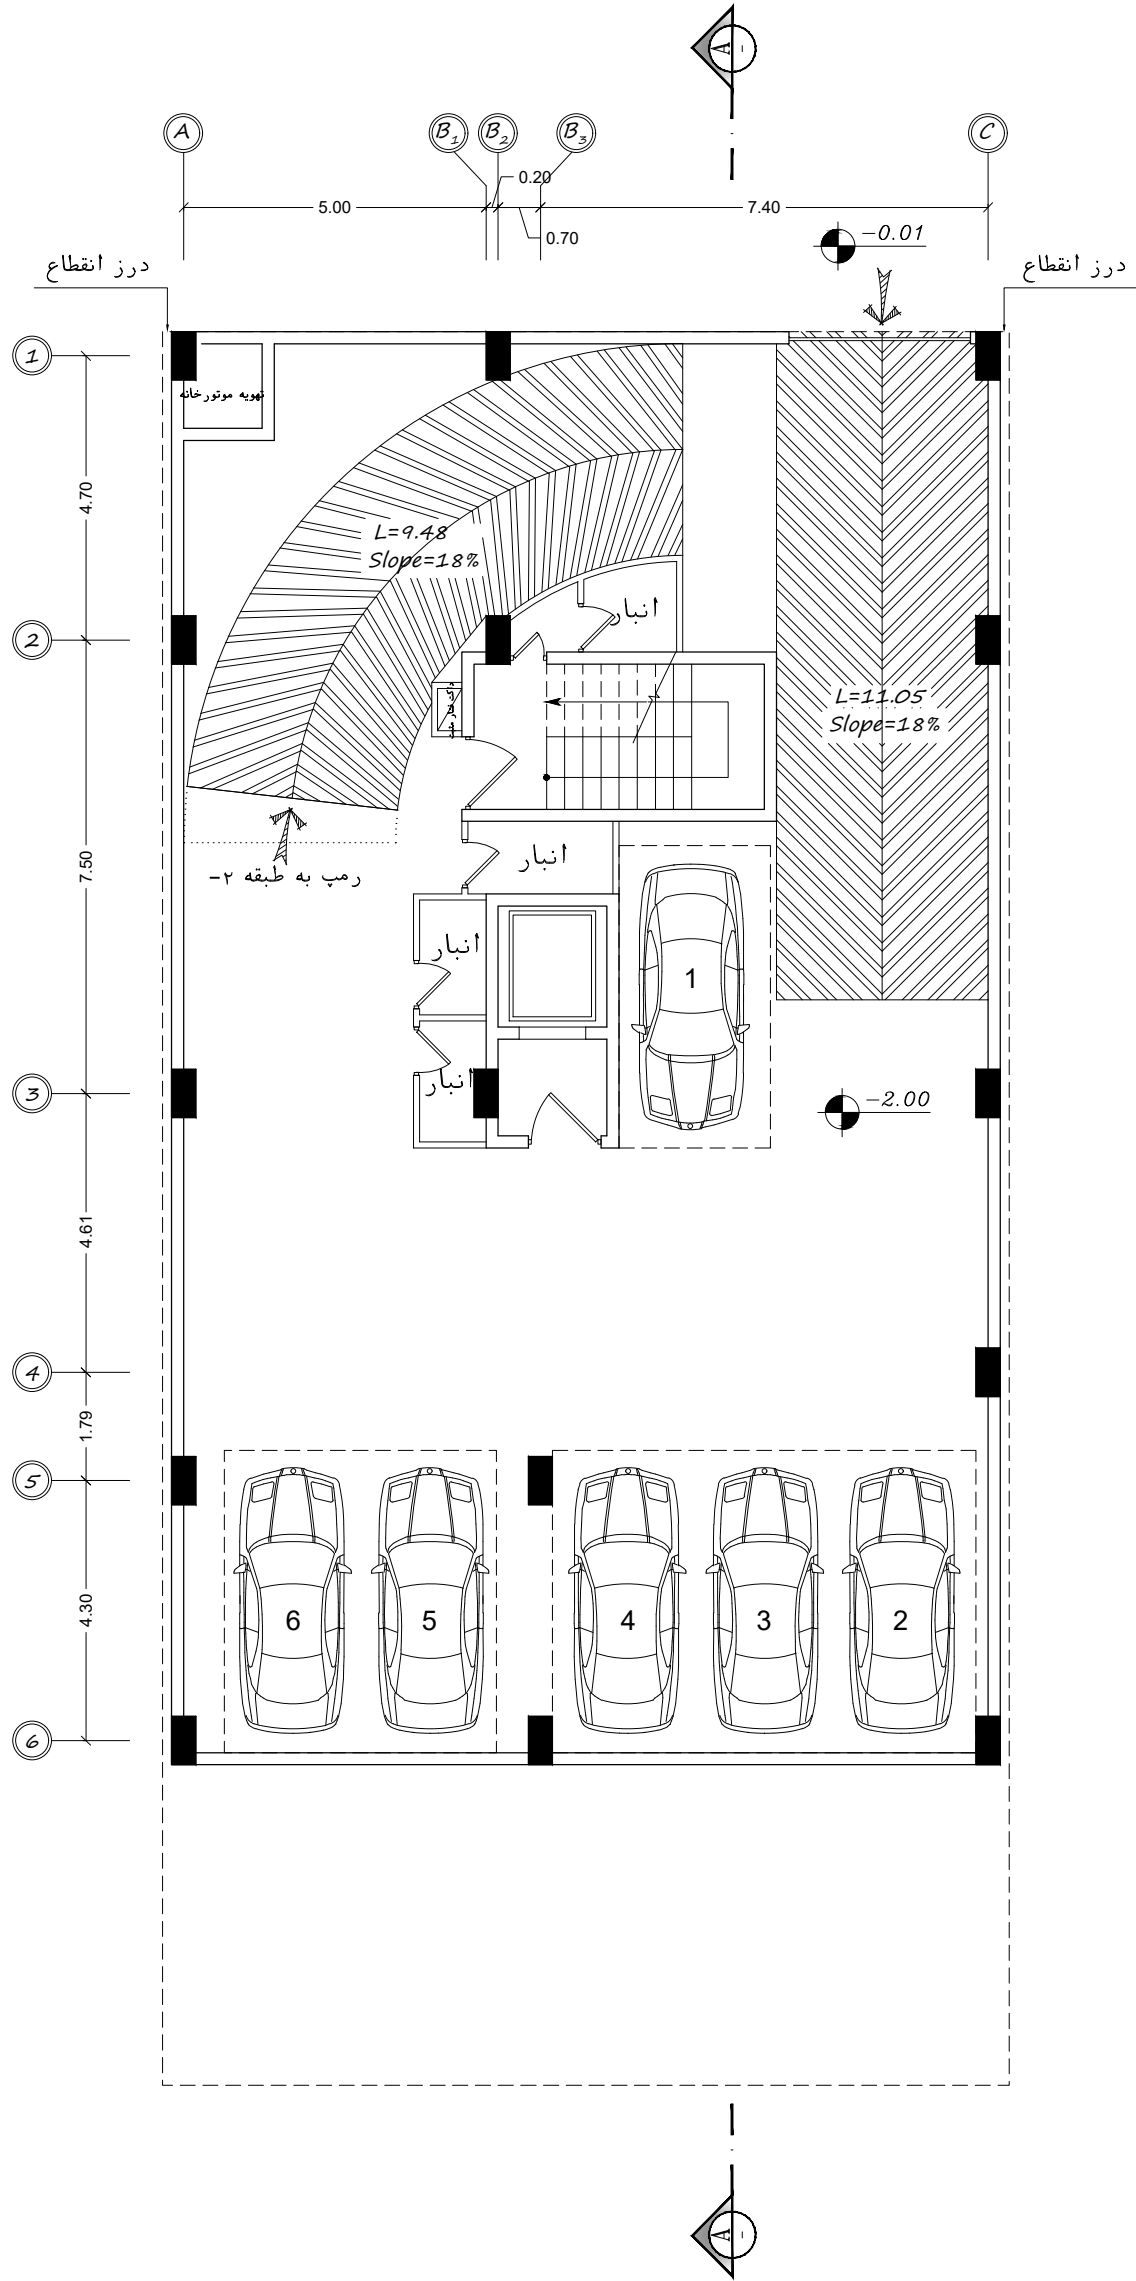 A
A B₁ B₂ B₃ C
0.20
5.00 7.40
0.70
-0.01
درز انقطاع
درز انقطاع
1
تهویه موتورخانه
4.70
L=9.48
Slope=18%
انبار
2
L=11.05
Slope=18%
7.50
انبار
رمپ به طبقه ۲-
انبار
1
انبار
3
-2.00
4.61
4
1.79
5
6 5 4 3 2
4.30
6
A